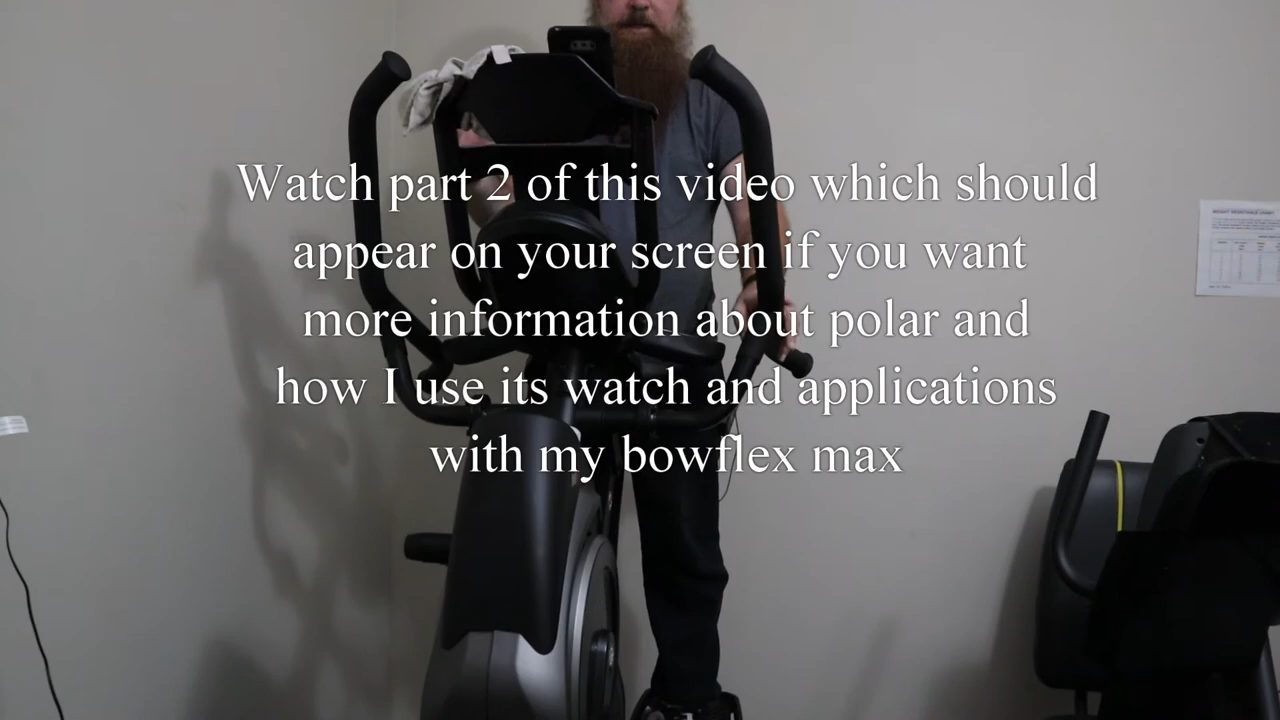 Watch part 2 of this video which should
appear on your screen if you want
more information about polar and
how I use its watch and applications
with my bowflex max